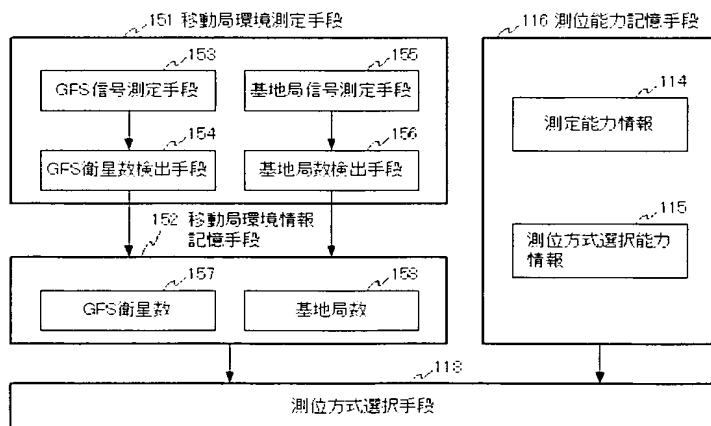 151 移動局環境測定手段
153
GFS信号測定手段
155
基地局信号測定手段
154
GFS衛星数検出手段
156
基地局数検出手段
152 移動局環境情報
記憶手段
157
GFS衛星数
158
基地局数
116 測位能力記憶手段
114
測定能力情報
115
測位方式選択能力
情報
118
測位方式選択手段